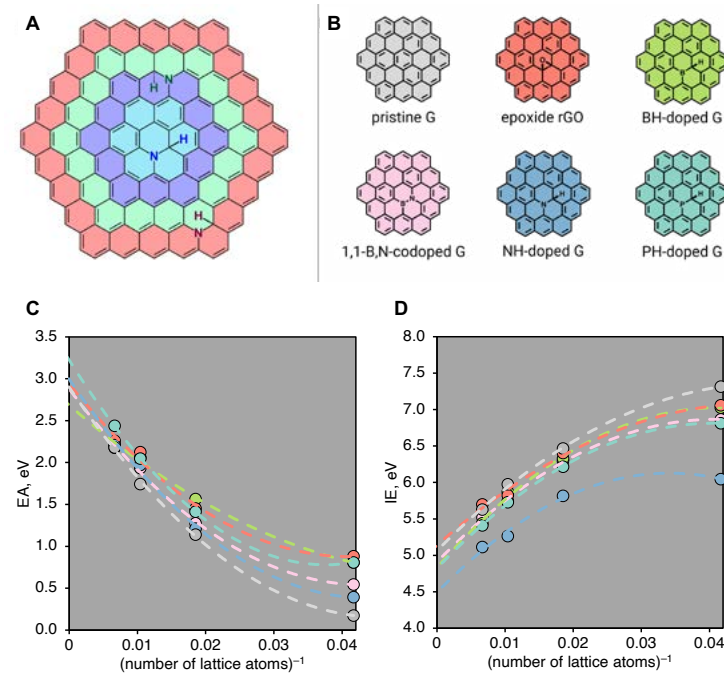 A
N
H
H
N
H
N
B
O
B
H
pristine G
epoxide rGO
BH-doped G
B
N
N
H
P
H
1,1-B,N-codoped G
NH-doped G
PH-doped G
C
3.5
3.0
2.5
2.0
1.5
1.0
0.5
0.0
EA, eV
0
0.01
0.02
0.03
0.04
(number of lattice atoms)⁻¹
D
8.0
7.5
7.0
6.5
6.0
5.5
5.0
4.5
4.0
IE, eV
0
0.01
0.02
0.03
0.04
(number of lattice atoms)⁻¹